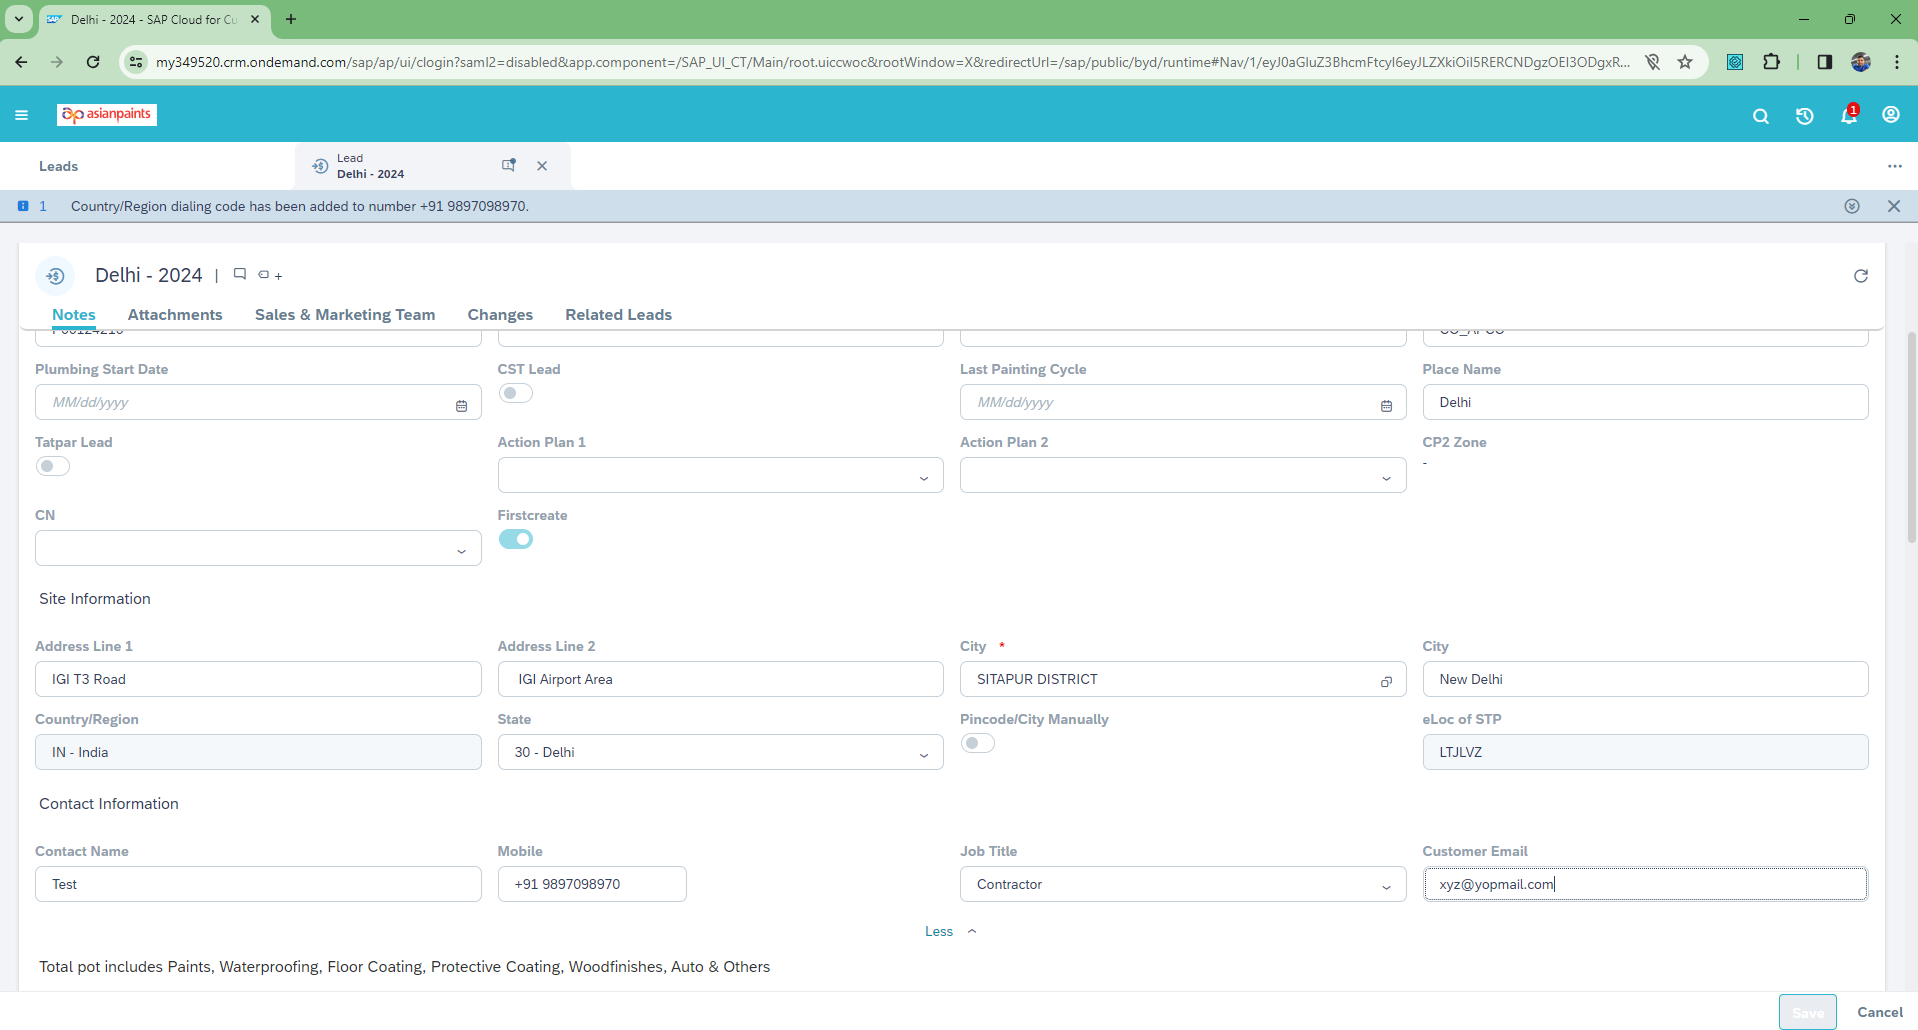 Delhi - 2024 - SAP Cloud for Cu
my349520.crm.ondemand.com/sap/ap/ui/clogin?saml2=disabled&app.component=/SAP_UI_CT/Main/root.uiccwoc&rootWindow=X&redirectUrl=/sap/public/byd/runtime#Nav/1/eyJ0aGluZ3BhcmFtcyI6eyJLZXkiOiI5RERCNDgzOEI3ODgxR...
asianpaints
1
Leads
Lead
Delhi - 2024
1 Country/Region dialing code has been added to number +91 9897098970.
Delhi - 2024 |
Notes Attachments Sales & Marketing Team Changes Related Leads
Plumbing Start Date CST Lead Last Painting Cycle Place Name
MM/dd/yyyy MM/dd/yyyy Delhi
Tatpar Lead Action Plan 1 Action Plan 2 CP2 Zone
-
CN Firstcreate
Site Information
Address Line 1 Address Line 2 City * City
IGI T3 Road IGI Airport Area SITAPUR DISTRICT New Delhi
Country/Region State Pincode/City Manually eLoc of STP
IN - India 30 - Delhi LTJLVZ
Contact Information
Contact Name Mobile Job Title Customer Email
Test +91 9897098970 Contractor xyz@yopmail.com
Less
Total pot includes Paints, Waterproofing, Floor Coating, Protective Coating, Woodfinishes, Auto & Others
Save Cancel